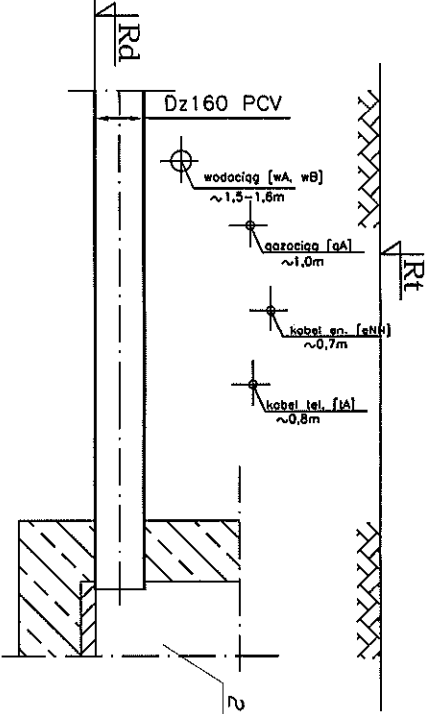 Rd
Dz160 PCV
wodociąg [wA, wB]
~1,5-1,6m
gazociąg [gA]
~1,0m
Rt
kabel en. [eNN]
~0,7m
kabel tel. [tA]
~0,8m
2